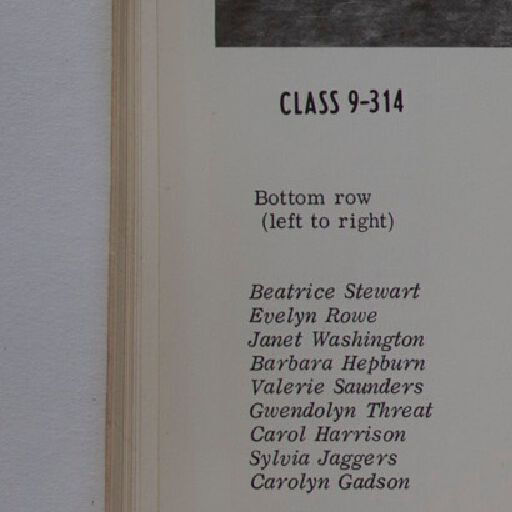 CLASS 9-314
Bottom row
(left to right)
Beatrice Stewart
Evelyn Rowe
Janet Washington
Barbara Hepburn
Valerie Saunders
Gwendolyn Threat
Carol Harrison
Sylvia Jaggers
Carolyn Gadson